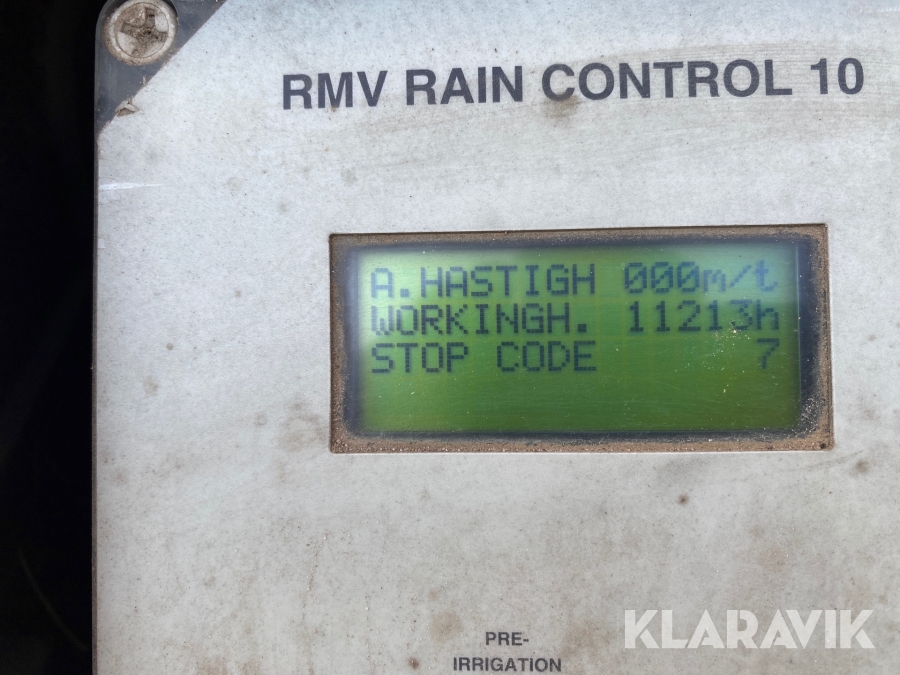 RMV RAIN CONTROL 10
A.HASTIGH 000m/t
WORKINGH. 11213h
STOP CODE 7
PRE-
IRRIGATION
KLARAVIK